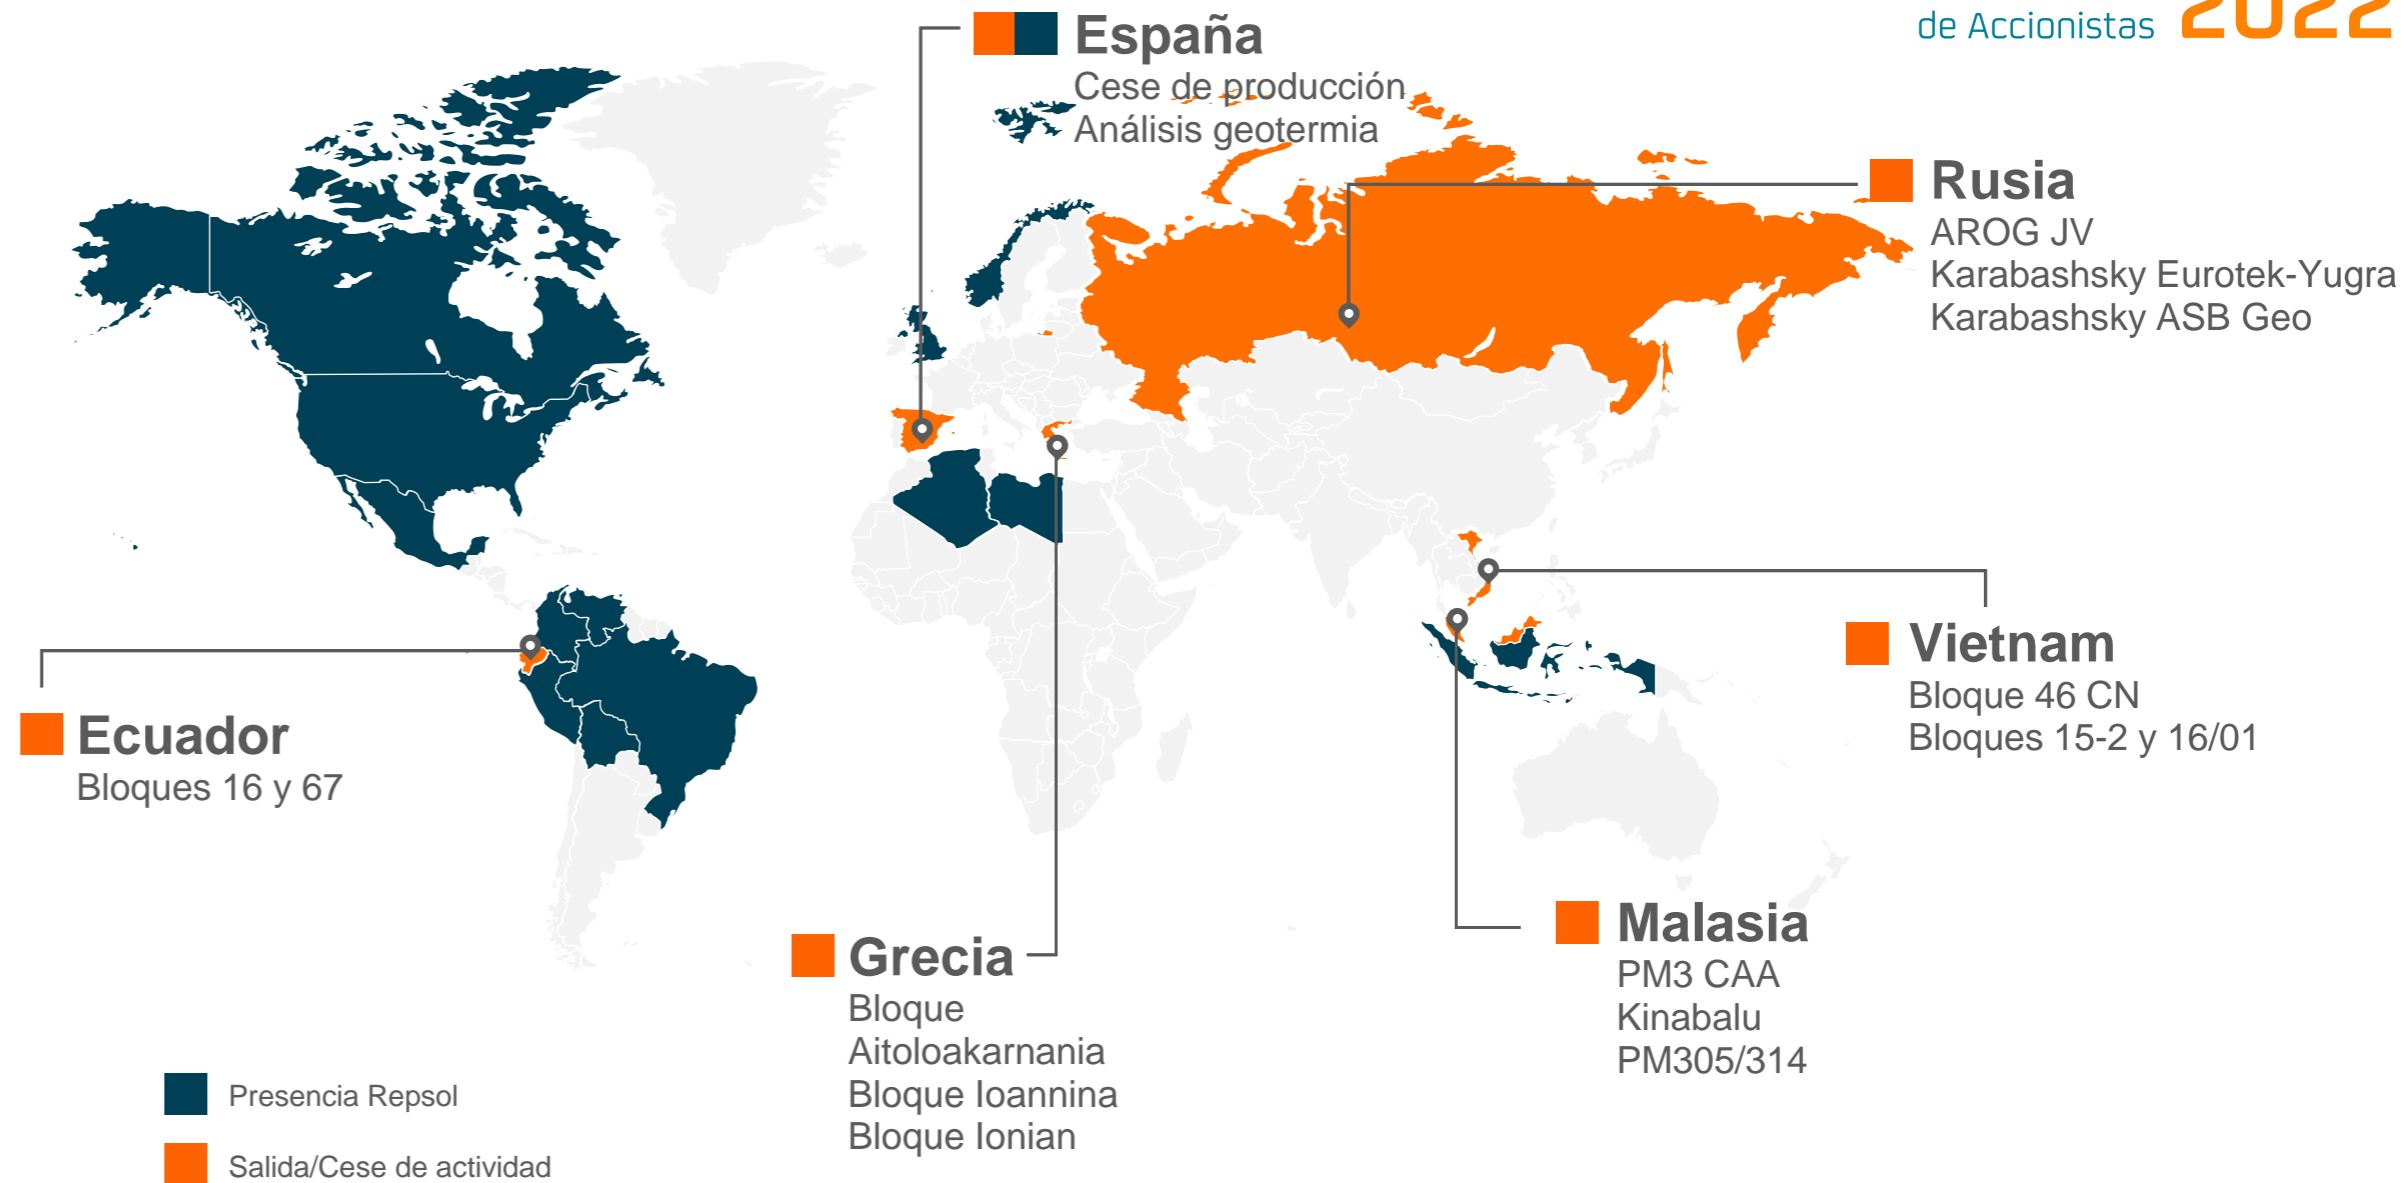 de Accionistas 2022
España
Cese de producción
Análisis geotermia
Rusia
AROG JV
Karabashsky Eurotek-Yugra
Karabashsky ASB Geo
Vietnam
Bloque 46 CN
Bloques 15-2 y 16/01
Ecuador
Bloques 16 y 67
Malasia
PM3 CAA
Kinabalu
PM305/314
Grecia
Bloque
Aitoloakarnania
Bloque Ioannina
Bloque Ionian
Presencia Repsol
Salida/Cese de actividad